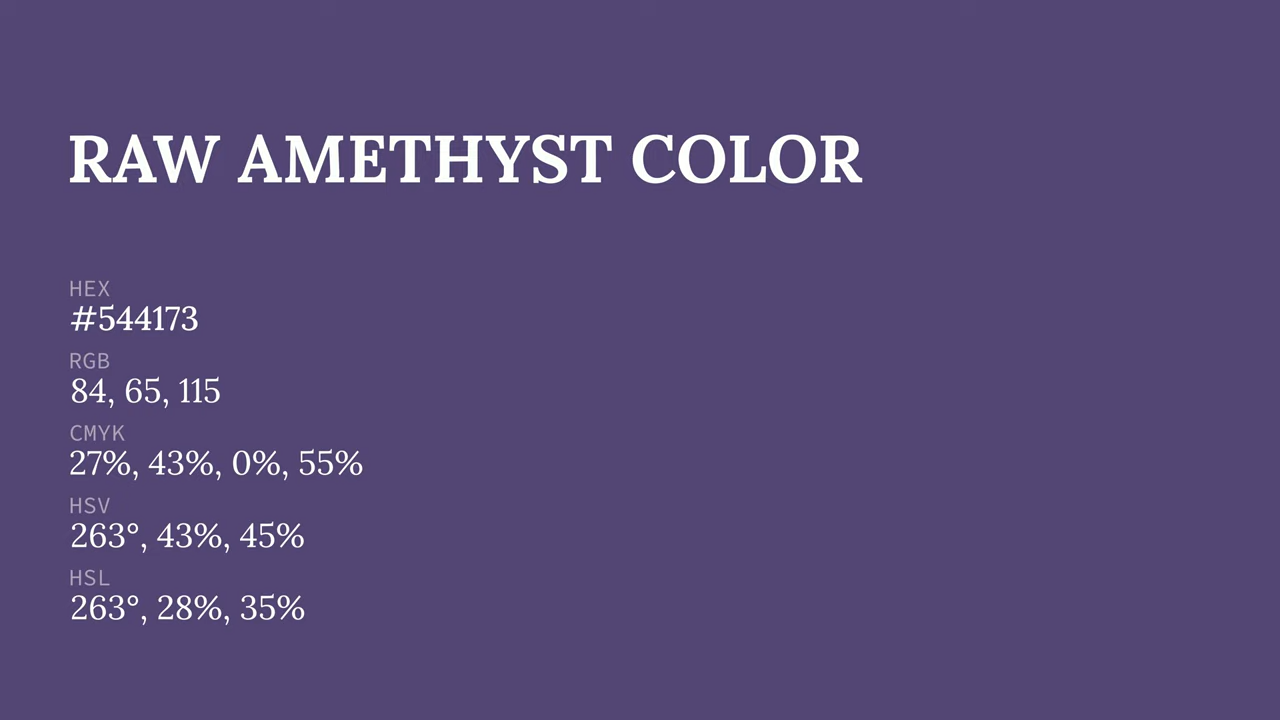 RAW AMETHYST COLOR
HEX
#544173
RGB
84, 65, 115
CMYK
27%, 43%, 0%, 55%
HSV
263°, 43%, 45%
HSL
263°, 28%, 35%